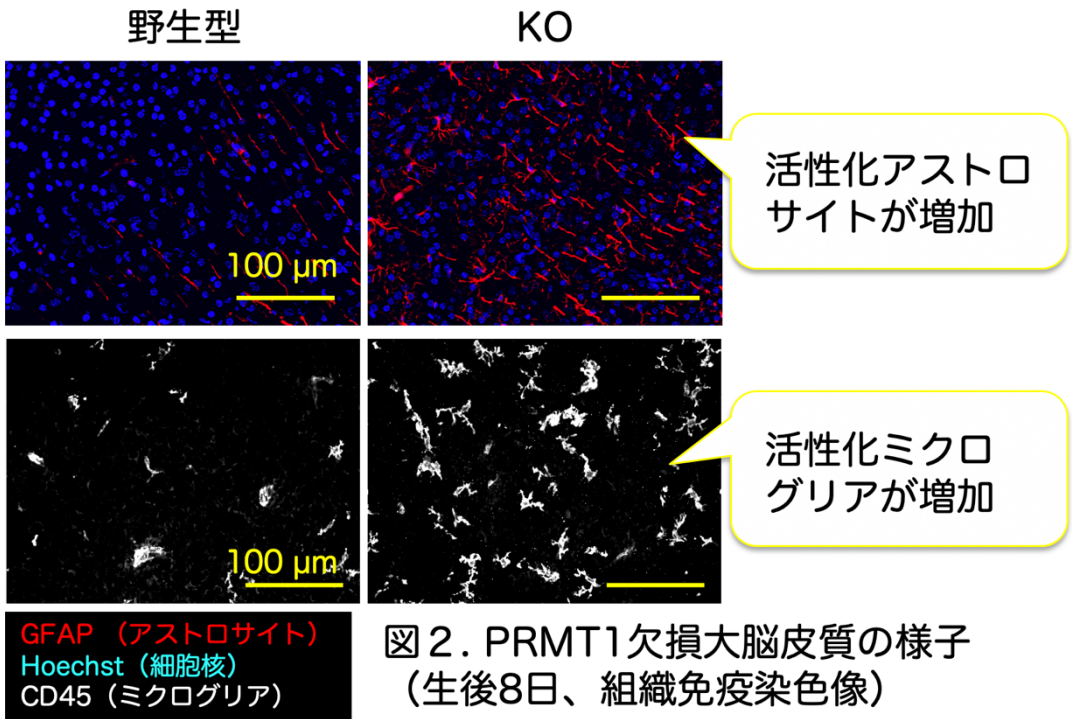 野生型
KO
活性化アストロ
サイトが増加
100 µm
活性化ミクロ
グリアが増加
100 µm
GFAP （アストロサイト）
Hoechst（細胞核）
CD45（ミクログリア）
図２. PRMT1欠損大脳皮質の様子
（生後8日、組織免疫染色像）